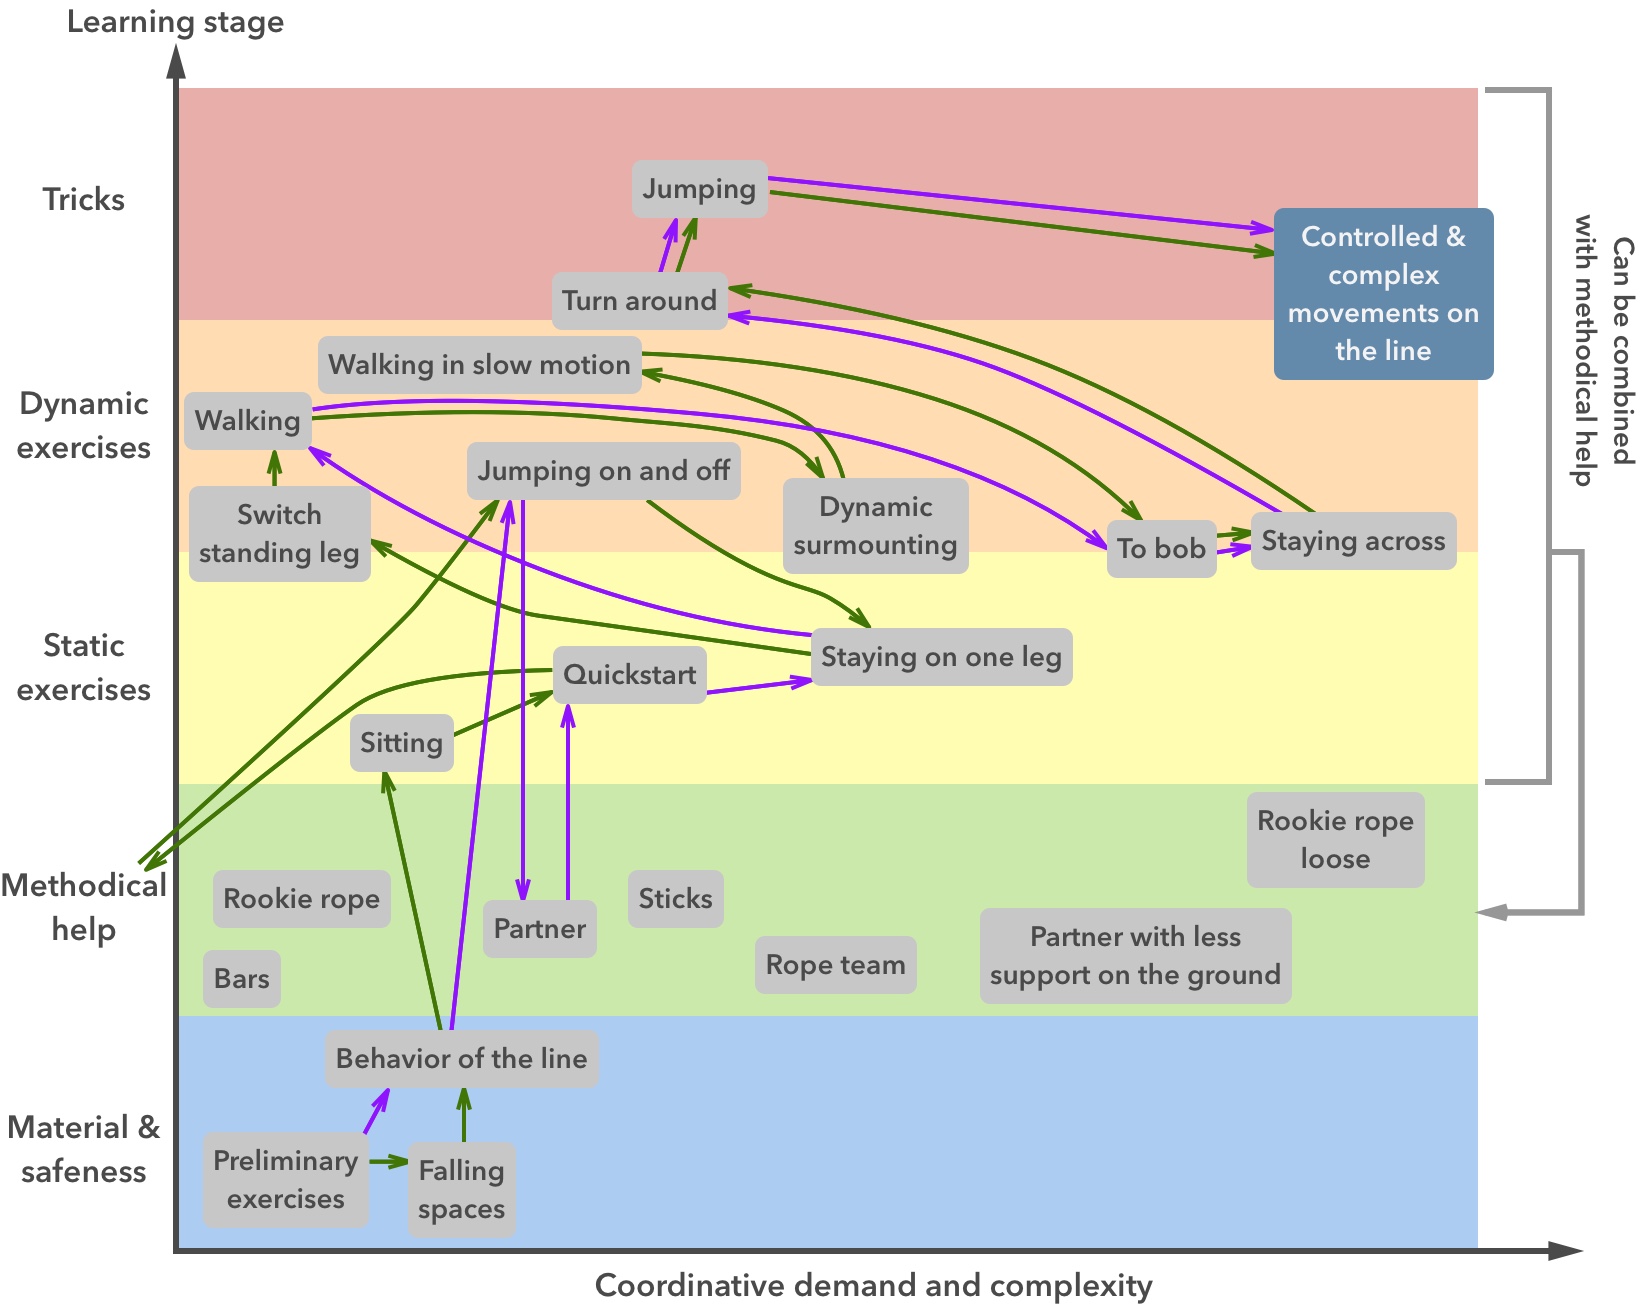 Learning stage
Tricks
Jumping
Controlled &
complex
movements on
the line
Turn around
Can be combined
with methodical help
Dynamic
exercises
Walking in slow motion
Walking
Jumping on and off
Switch
standing leg
Dynamic
surmounting
To bob
Staying across
Static
exercises
Staying on one leg
Quickstart
Sitting
Methodical
help
Rookie rope
loose
Rookie rope
Sticks
Partner
Bars
Rope team
Partner with less
support on the ground
Material &
safeness
Behavior of the line
Preliminary
exercises
Falling
spaces
Coordinative demand and complexity